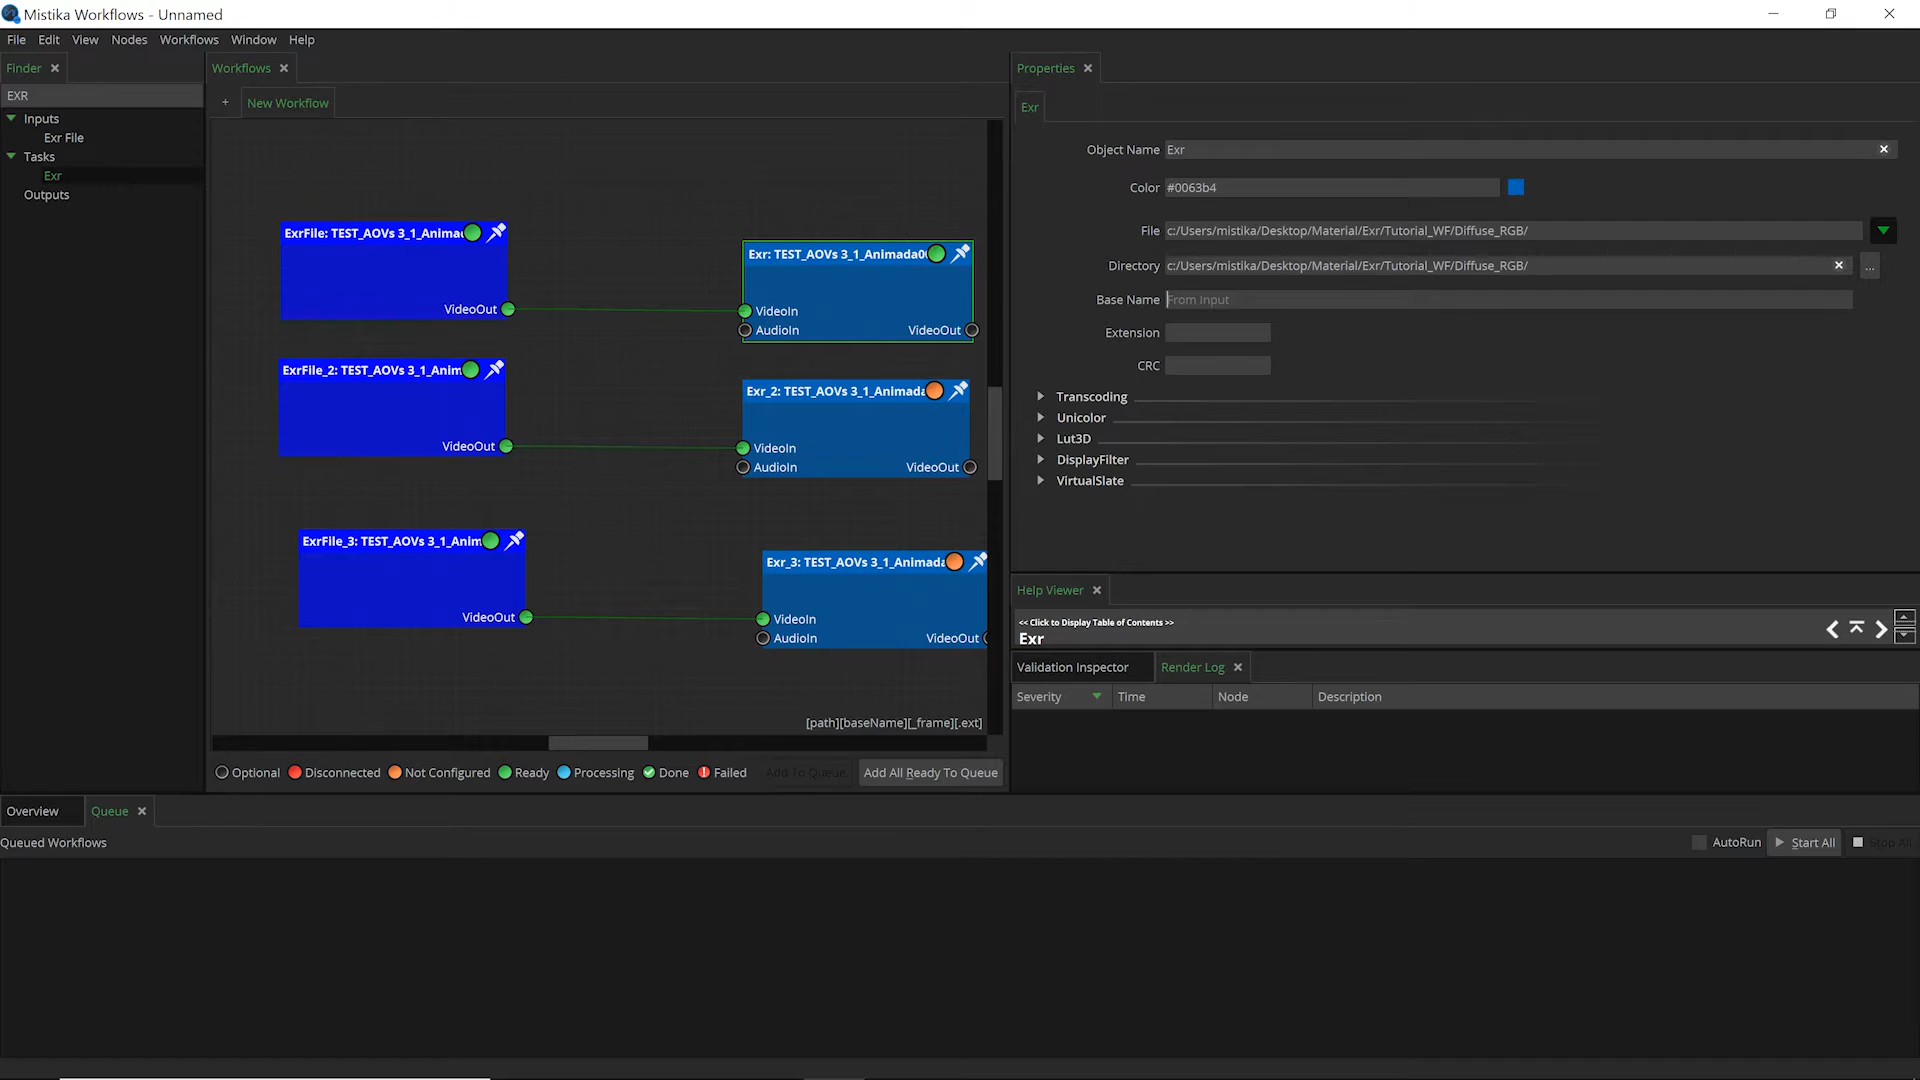 Mistika Workflows - Unnamed
File Edit View Nodes Workflows Window Help
Finder
EXR
Inputs
Exr File
Tasks
Exr
Outputs
Workflows
+ New Workflow
ExrFile: TEST_AOVs 3_1_Anima
VideoOut
Exr: TEST_AOVs 3_1_Animada0
VideoIn
AudioIn VideoOut
ExrFile_2: TEST_AOVs 3_1_Anim
VideoOut
Exr_2: TEST_AOVs 3_1_Animada
VideoIn
AudioIn VideoOut
ExrFile_3: TEST_AOVs 3_1_Anim
VideoOut
Exr_3: TEST_AOVs 3_1_Animada
VideoIn
AudioIn VideoOut
[path][baseName][_frame][.ext]
Optional Disconnected Not Configured Ready Processing Done Failed Add To Queue Add All Ready To Queue
Properties
Exr
Object Name Exr
Color #0063b4
File c:/Users/mistika/Desktop/Material/Exr/Tutorial_WF/Diffuse_RGB/
Directory c:/Users/mistika/Desktop/Material/Exr/Tutorial_WF/Diffuse_RGB/ ...
Base Name From Input
Extension
CRC
Transcoding
Unicolor
Lut3D
DisplayFilter
VirtualSlate
Help Viewer
<< Click to Display Table of Contents >>
Exr
Validation Inspector Render Log
Severity Time Node Description
Overview Queue
Queued Workflows AutoRun Start All Stop All